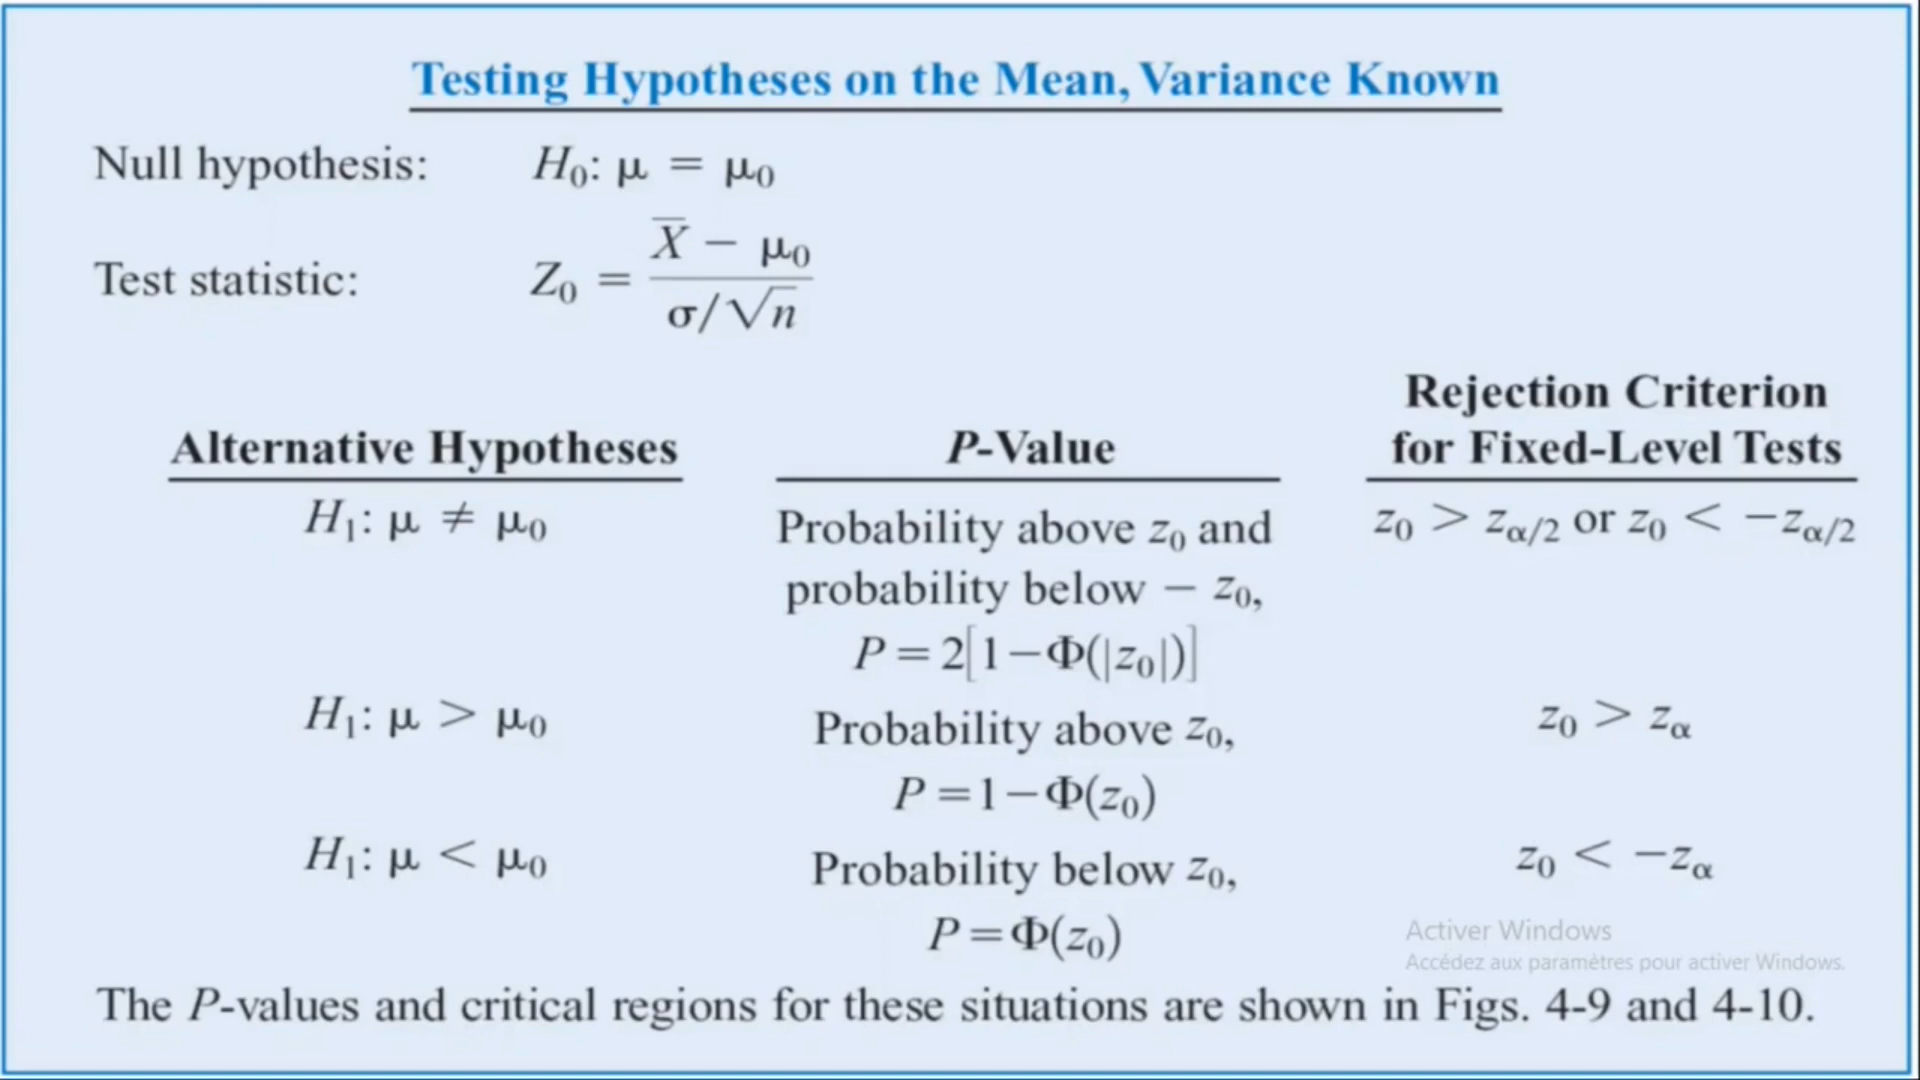 Testing Hypotheses on the Mean, Variance Known
Null hypothesis: H₀: μ = μ₀
Test statistic: Z₀ = (X̄ − μ₀) / (σ/√n)
Alternative Hypotheses
P-Value
Rejection Criterion
for Fixed-Level Tests
H₁: μ ≠ μ₀
Probability above z₀ and
probability below − z₀,
P = 2[1 − Φ(|z₀|)]
z₀ > z_α/2 or z₀ < −z_α/2
H₁: μ > μ₀
Probability above z₀,
P = 1 − Φ(z₀)
z₀ > z_α
H₁: μ < μ₀
Probability below z₀,
P = Φ(z₀)
z₀ < −z_α
Activer Windows
Accédez aux paramètres pour activer Windows.
The P-values and critical regions for these situations are shown in Figs. 4-9 and 4-10.